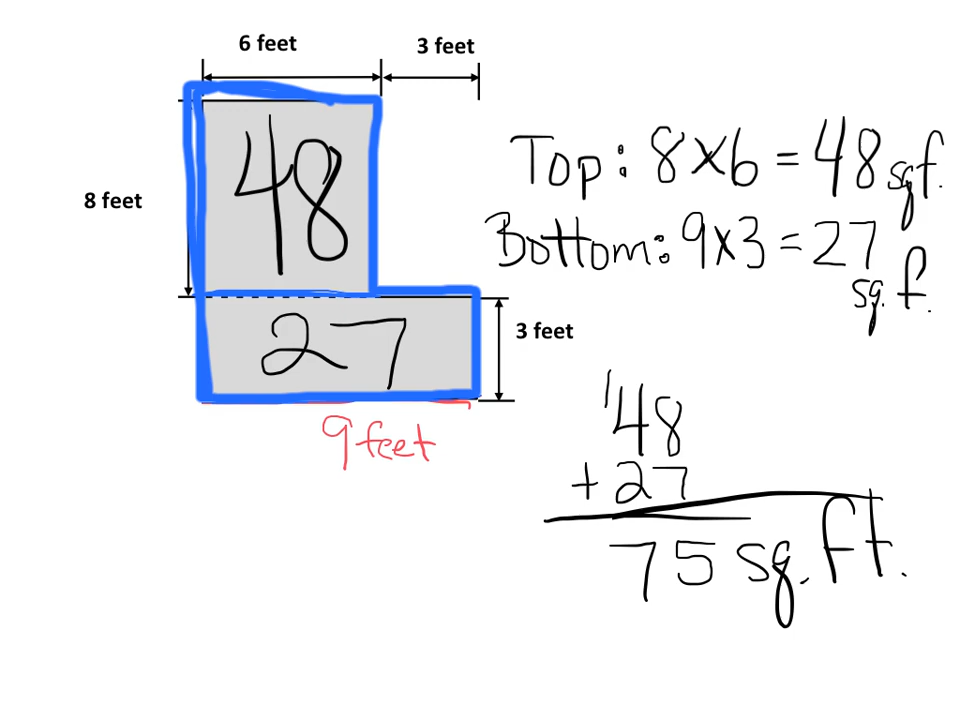 6 feet
3 feet
8 feet
48
Top: 8x6 = 48 sq f.
Bottom: 9x3 = 27
sq. f.
27
3 feet
9 feet
1
48
+ 27
75 sq. ft.